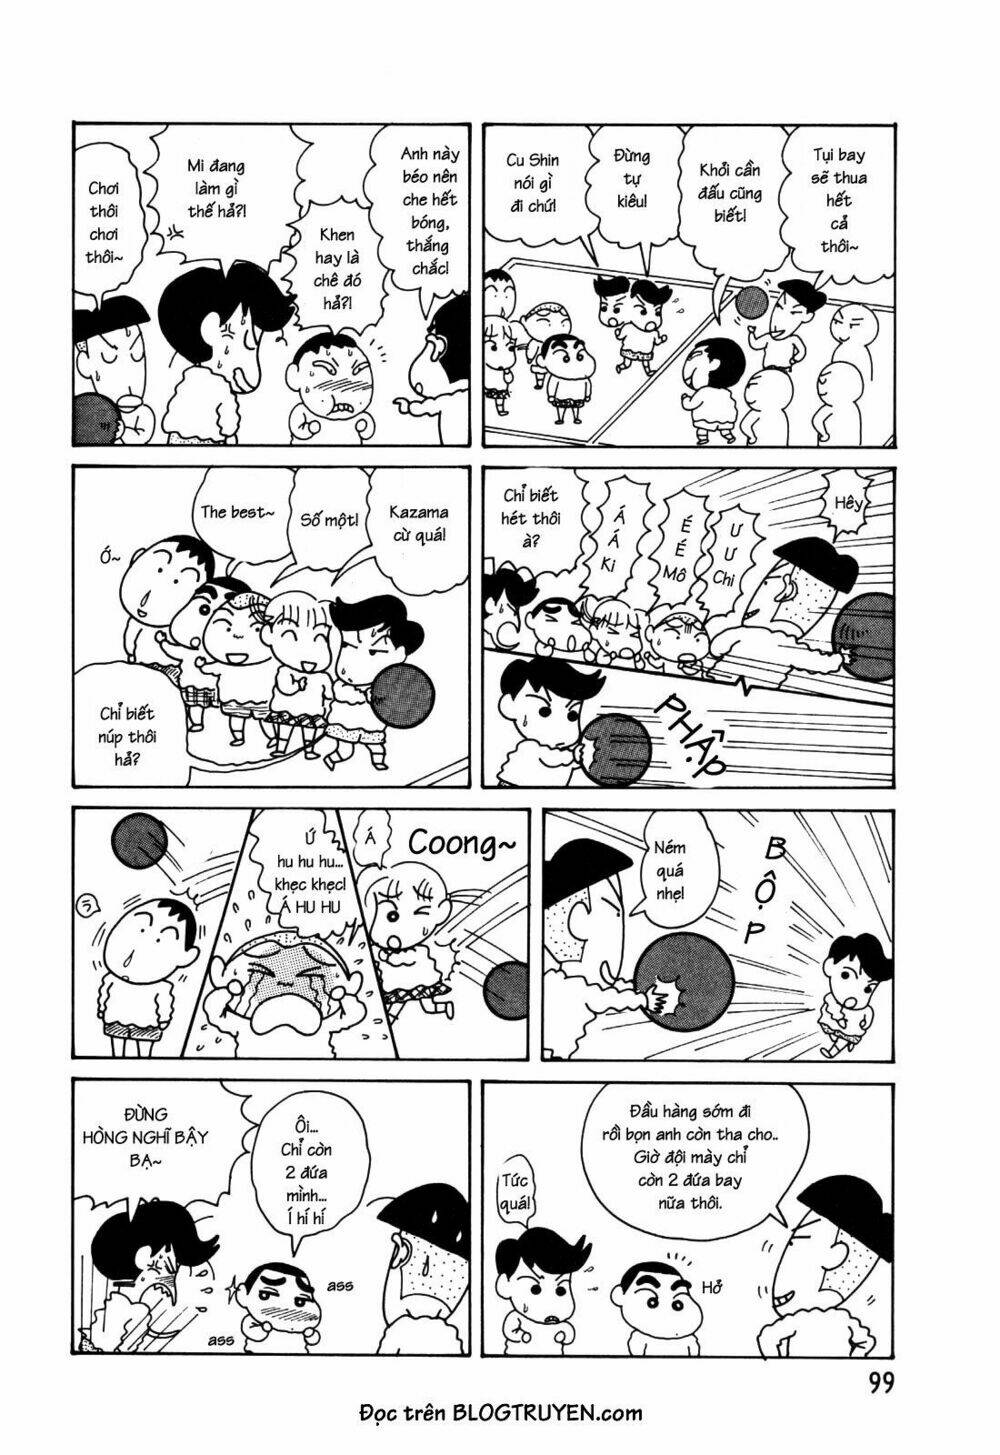 Tụi bay
sẽ thua
hết
cả
thôi~
Khỏi cần
đấu cũng
biết!
Đừng
tự
kiêu!
Cu Shin
nói gì
đi chứ!
Anh này
béo nên
che hết
bóng,
thắng
chắc!
Khen
hay là
chê đó
hả?!
Mi đang
làm gì
thế hả?!
Chơi
thôi
chơi
thôi~
Hêy
Ư
Ư
Chi
É
É
Mô
Á
Á
Ki
Chỉ biết
hét thôi
à?
PHẬP
Kazama
cừ quá!
Số một!
The best~
Ớ~
Chỉ biết
núp thôi
hả?
BỘP
Ném
quá
nhẹ!
Coong~
Á
Ứ
hu hu hu...
khẹc khẹc!
Á HU HU
う
Đầu hàng sớm đi
rồi bọn anh còn tha cho..
Giờ đội mày chỉ
còn 2 đứa bay
nữa thôi.
Hở
Tức
quá!
Ôi...
Chỉ còn
2 đứa
mình...
Í hí hí
ass
ass
ĐỪNG
HÒNG NGHĨ BẬY
BẠ~
99
Đọc trên BLOGTRUYEN.com